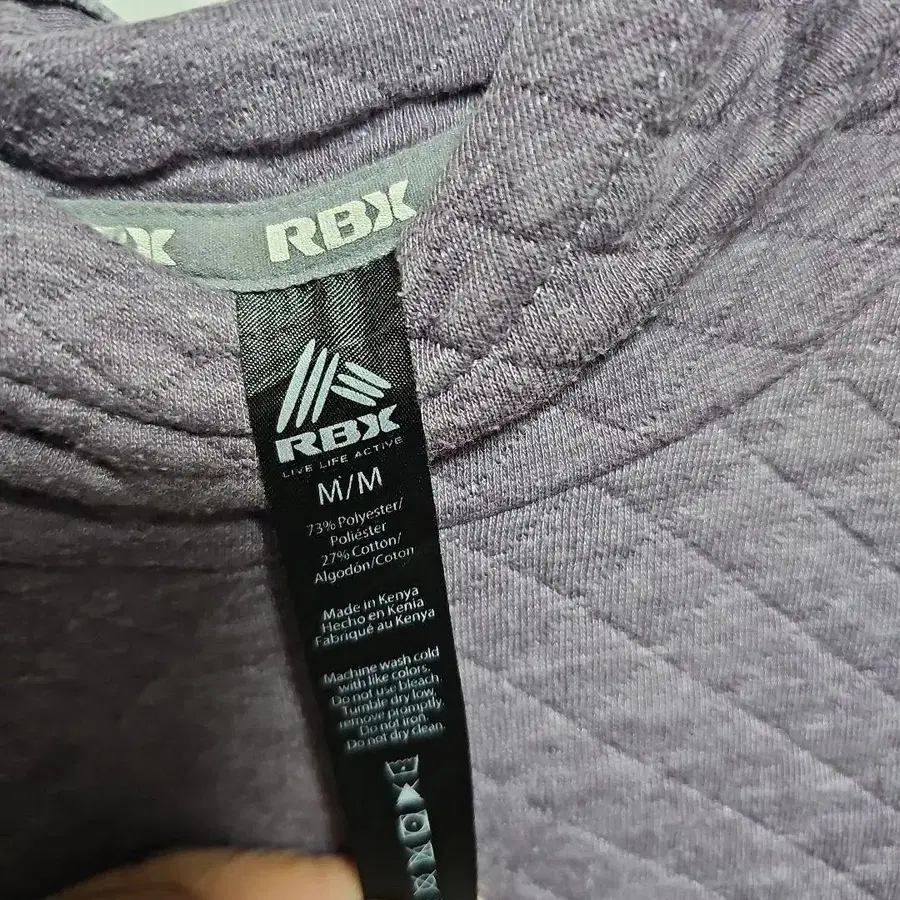 RBX
RBX
LIVE LIFE ACTIVE
M/M
73% Polyester/
Poliéster
27% Cotton/
Algodón/Coton
Made in Kenya
Hecho en Kenia
Fabriqué au Kenya
Machine wash cold
with like colors.
Do not use bleach
Tumble dry low
remove promptly.
Do not iron.
Do not dry clean.